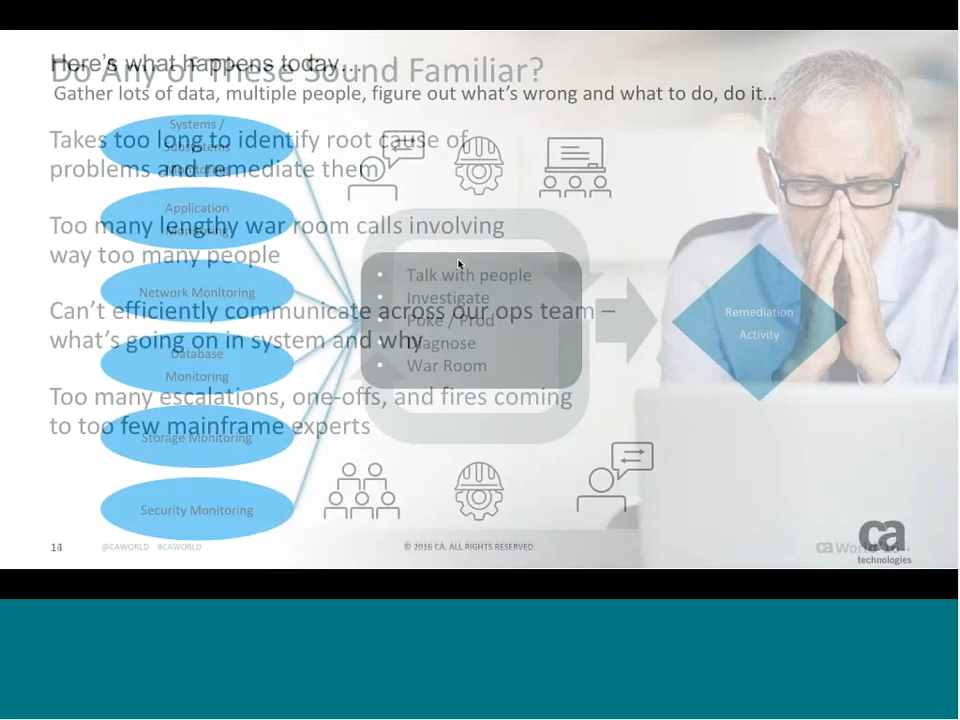 Here's what happens today...
Do Any of These Sound Familiar?
Gather lots of data, multiple people, figure out what's wrong and what to do, do it...
Takes too long to identify root cause of
problems and remediate them
Too many lengthy war room calls involving
way too many people
Can't efficiently communicate across our ops team –
what's going on in system and why
Too many escalations, one-offs, and fires coming
to too few mainframe experts
Systems /
Subsystems
Monitoring
Application
Monitoring
Network Monitoring
Database
Monitoring
Storage Monitoring
Security Monitoring
• Talk with people
• Investigate
• Poke / Prod
• Diagnose
• War Room
Remediation
Activity
@CAWORLD #CAWORLD
© 2016 CA. ALL RIGHTS RESERVED.
ca World
ca
technologies